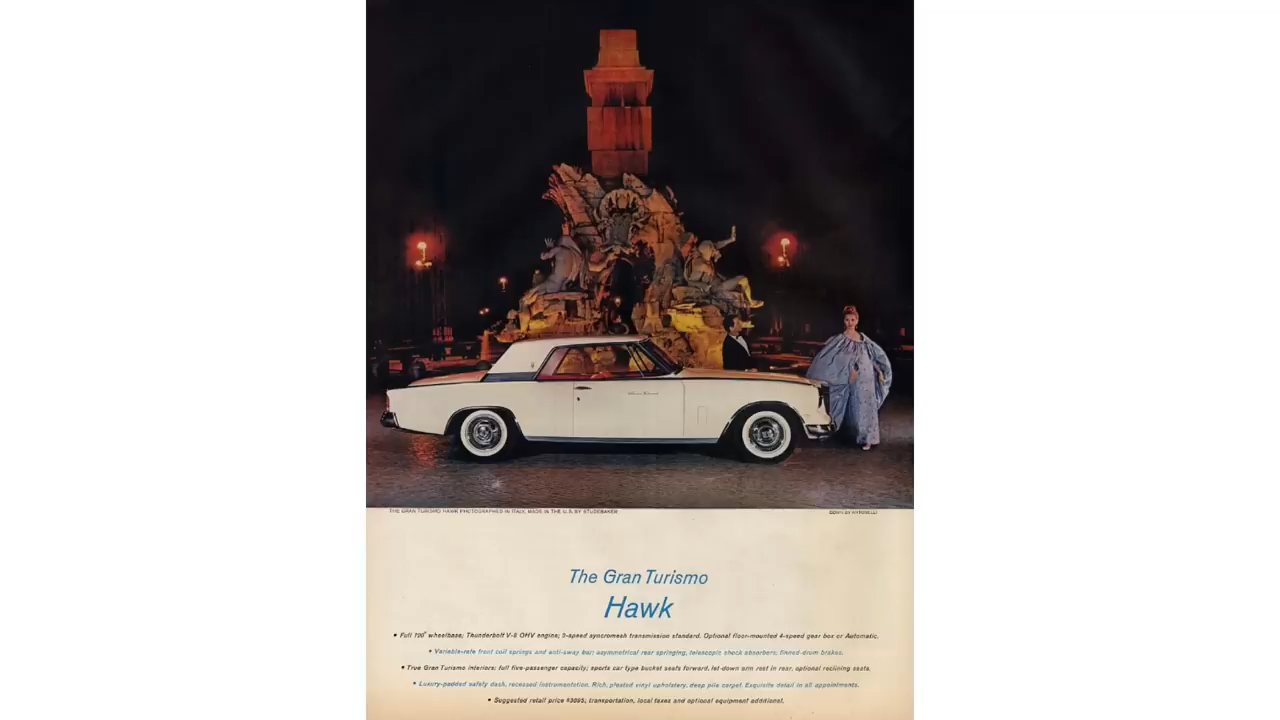 THE GRAN TURISMO HAWK PHOTOGRAPHED IN ITALY, MADE IN THE U.S. BY STUDEBAKER
GOWN BY ANTONELLI
The Gran Turismo
Hawk
• Full 120" wheelbase; Thunderbolt V-8 OHV engine; 3-speed syncromesh transmission standard. Optional floor-mounted 4-speed gear box or Automatic.
• Variable-rate front coil springs and anti-sway bar; asymmetrical rear springing, telescopic shock absorbers; finned-drum brakes.
• True Gran Turismo interiors: full five-passenger capacity; sports car type bucket seats forward, let-down arm rest in rear, optional reclining seats.
• Luxury-padded safety dash, recessed instrumentation. Rich, pleated vinyl upholstery, deep pile carpet. Exquisite detail in all appointments.
• Suggested retail price $3095; transportation, local taxes and optional equipment additional.